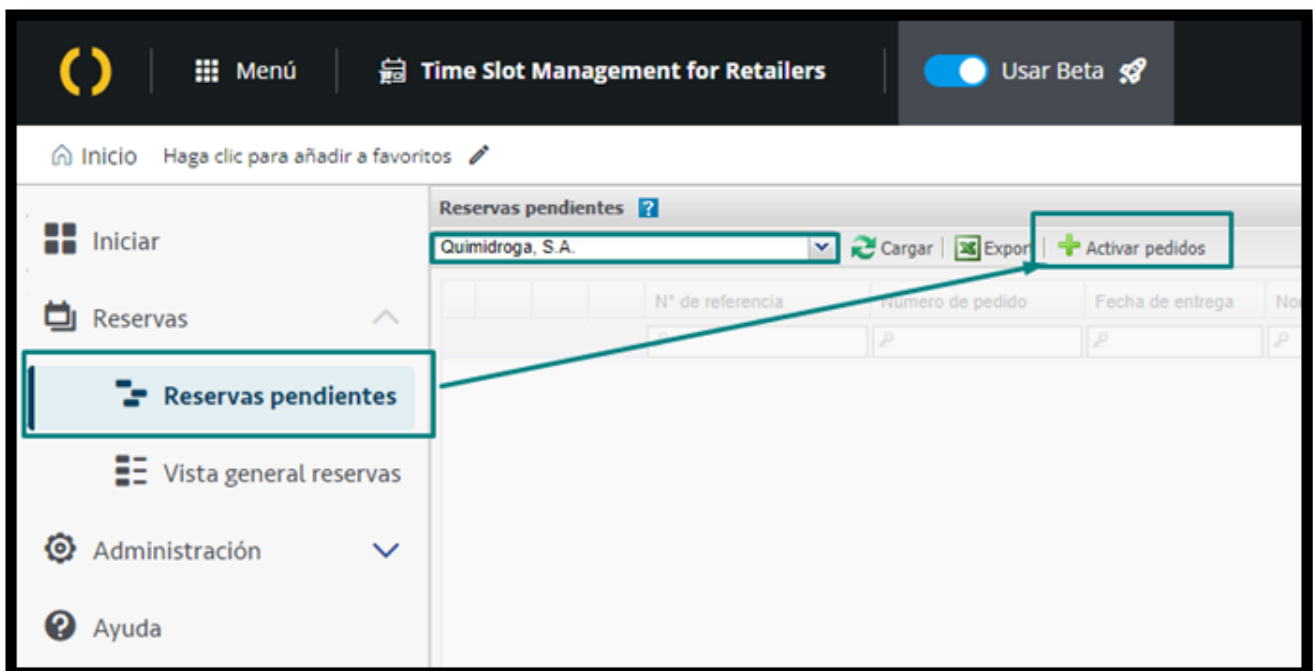 Menú Time Slot Management for Retailers Usar Beta
Inicio Haga clic para añadir a favoritos
Reservas pendientes ?
Iniciar
Quimidroga, S.A. Cargar Export Activar pedidos
N° de referencia Número de pedido Fecha de entrega
Reservas
Reservas pendientes
Vista general reservas
Administración
Ayuda